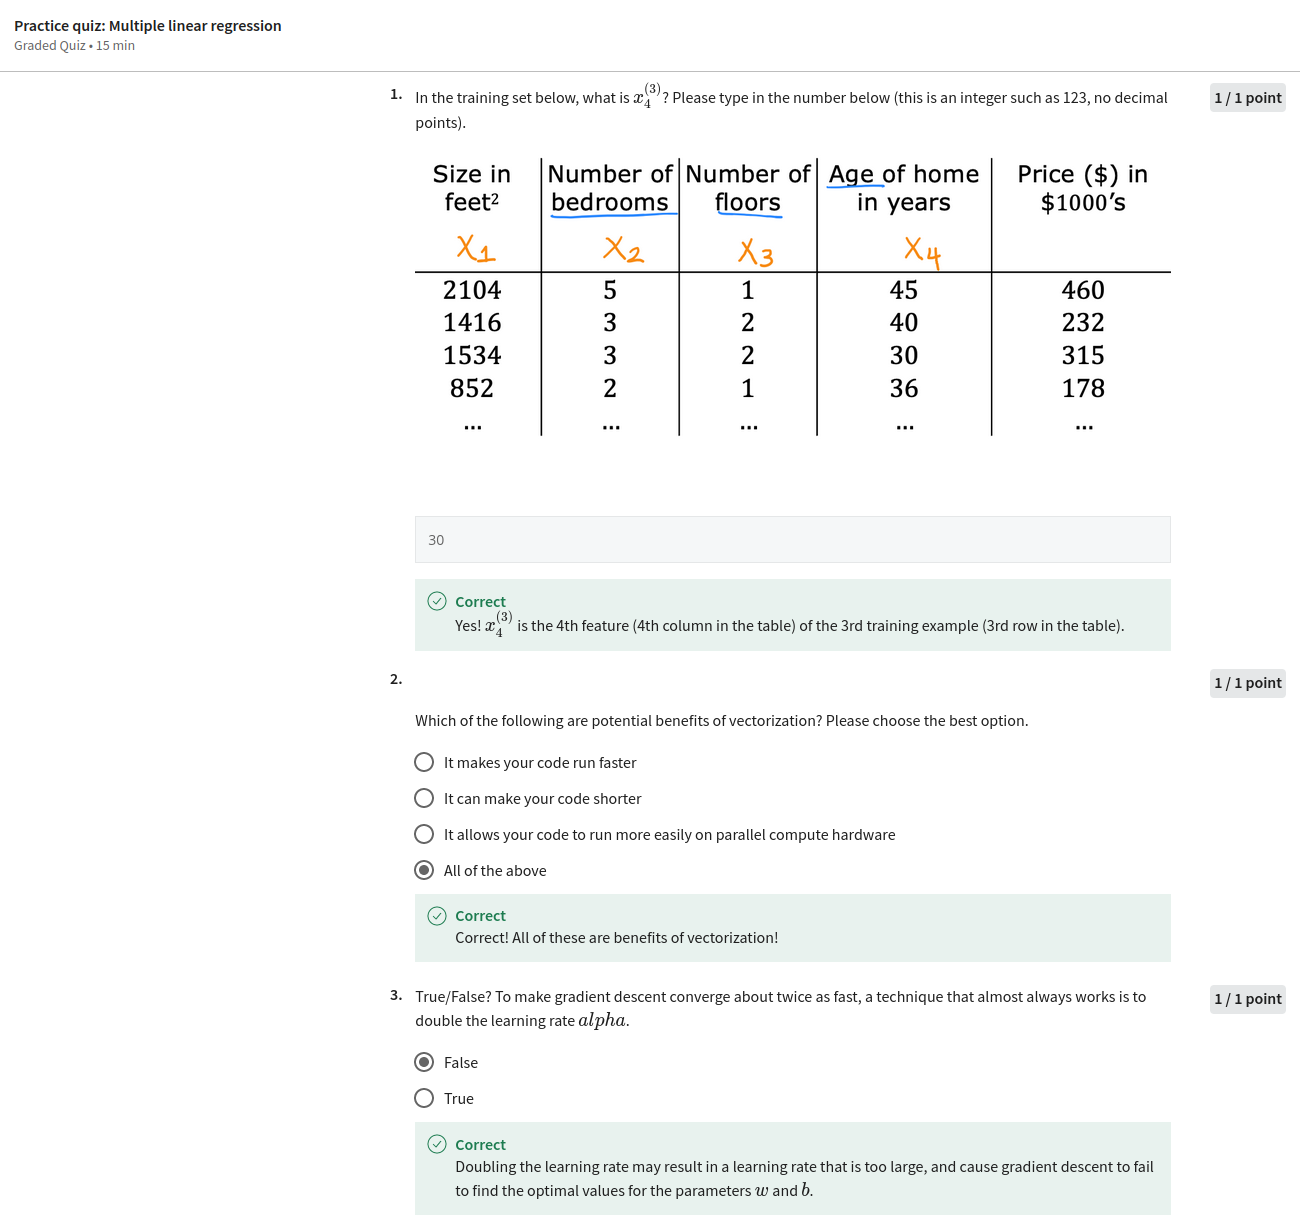 Practice quiz: Multiple linear regression
Graded Quiz • 15 min
1. In the training set below, what is x₄⁽³⁾? Please type in the number below (this is an integer such as 123, no decimal points).
1 / 1 point
Size in feet² Number of bedrooms Number of floors Age of home in years Price ($) in $1000's
X₁ X₂ X₃ X₄
2104 5 1 45 460
1416 3 2 40 232
1534 3 2 30 315
852 2 1 36 178
... ... ... ... ...
30
Correct
Yes! x₄⁽³⁾ is the 4th feature (4th column in the table) of the 3rd training example (3rd row in the table).
2.
1 / 1 point
Which of the following are potential benefits of vectorization? Please choose the best option.
It makes your code run faster
It can make your code shorter
It allows your code to run more easily on parallel compute hardware
All of the above
Correct
Correct! All of these are benefits of vectorization!
3. True/False? To make gradient descent converge about twice as fast, a technique that almost always works is to
double the learning rate alpha.
1 / 1 point
False
True
Correct
Doubling the learning rate may result in a learning rate that is too large, and cause gradient descent to fail
to find the optimal values for the parameters w and b.